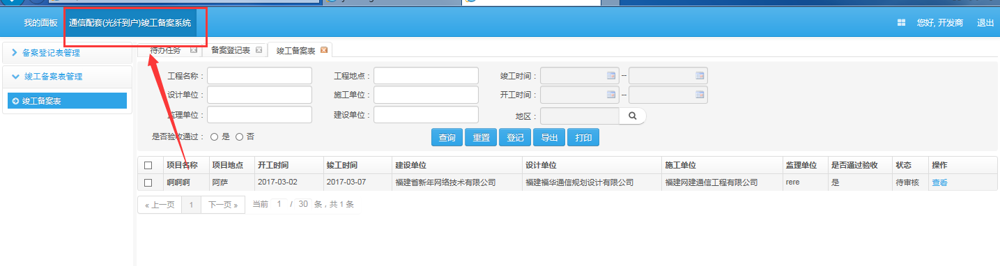 我的面板 通信配套(光纤到户)竣工备案系统 您好, 开发商 退出
备案登记表管理
竣工备案表管理
竣工备案表
待办任务 备案登记表 竣工备案表
工程名称： 工程地点： 竣工时间： --
设计单位： 施工单位： 开工时间： --
监理单位： 建设单位： 地区：
是否验收通过： 是 否 查询 重置 登记 导出 打印
项目名称 项目地点 开工时间 竣工时间 建设单位 设计单位 施工单位 监理单位 是否通过验收 状态 操作
啊啊啊 阿萨 2017-03-02 2017-03-07 福建省新年网络技术有限公司 福建福华通信规划设计有限公司 福建网建通信工程有限公司 rere 是 待审核 查看
« 上一页 1 下一页 » 当前 1 / 30 条 , 共 1 条